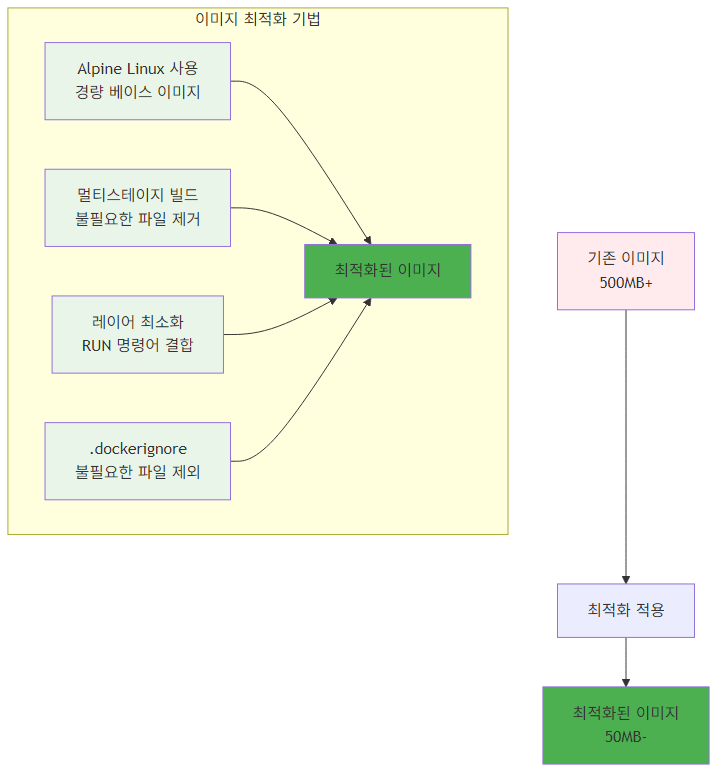 이미지 최적화 기법
Alpine Linux 사용
경량 베이스 이미지
멀티스테이지 빌드
불필요한 파일 제거
레이어 최소화
RUN 명령어 결합
.dockerignore
불필요한 파일 제외
최적화된 이미지
기존 이미지
500MB+
최적화 적용
최적화된 이미지
50MB-